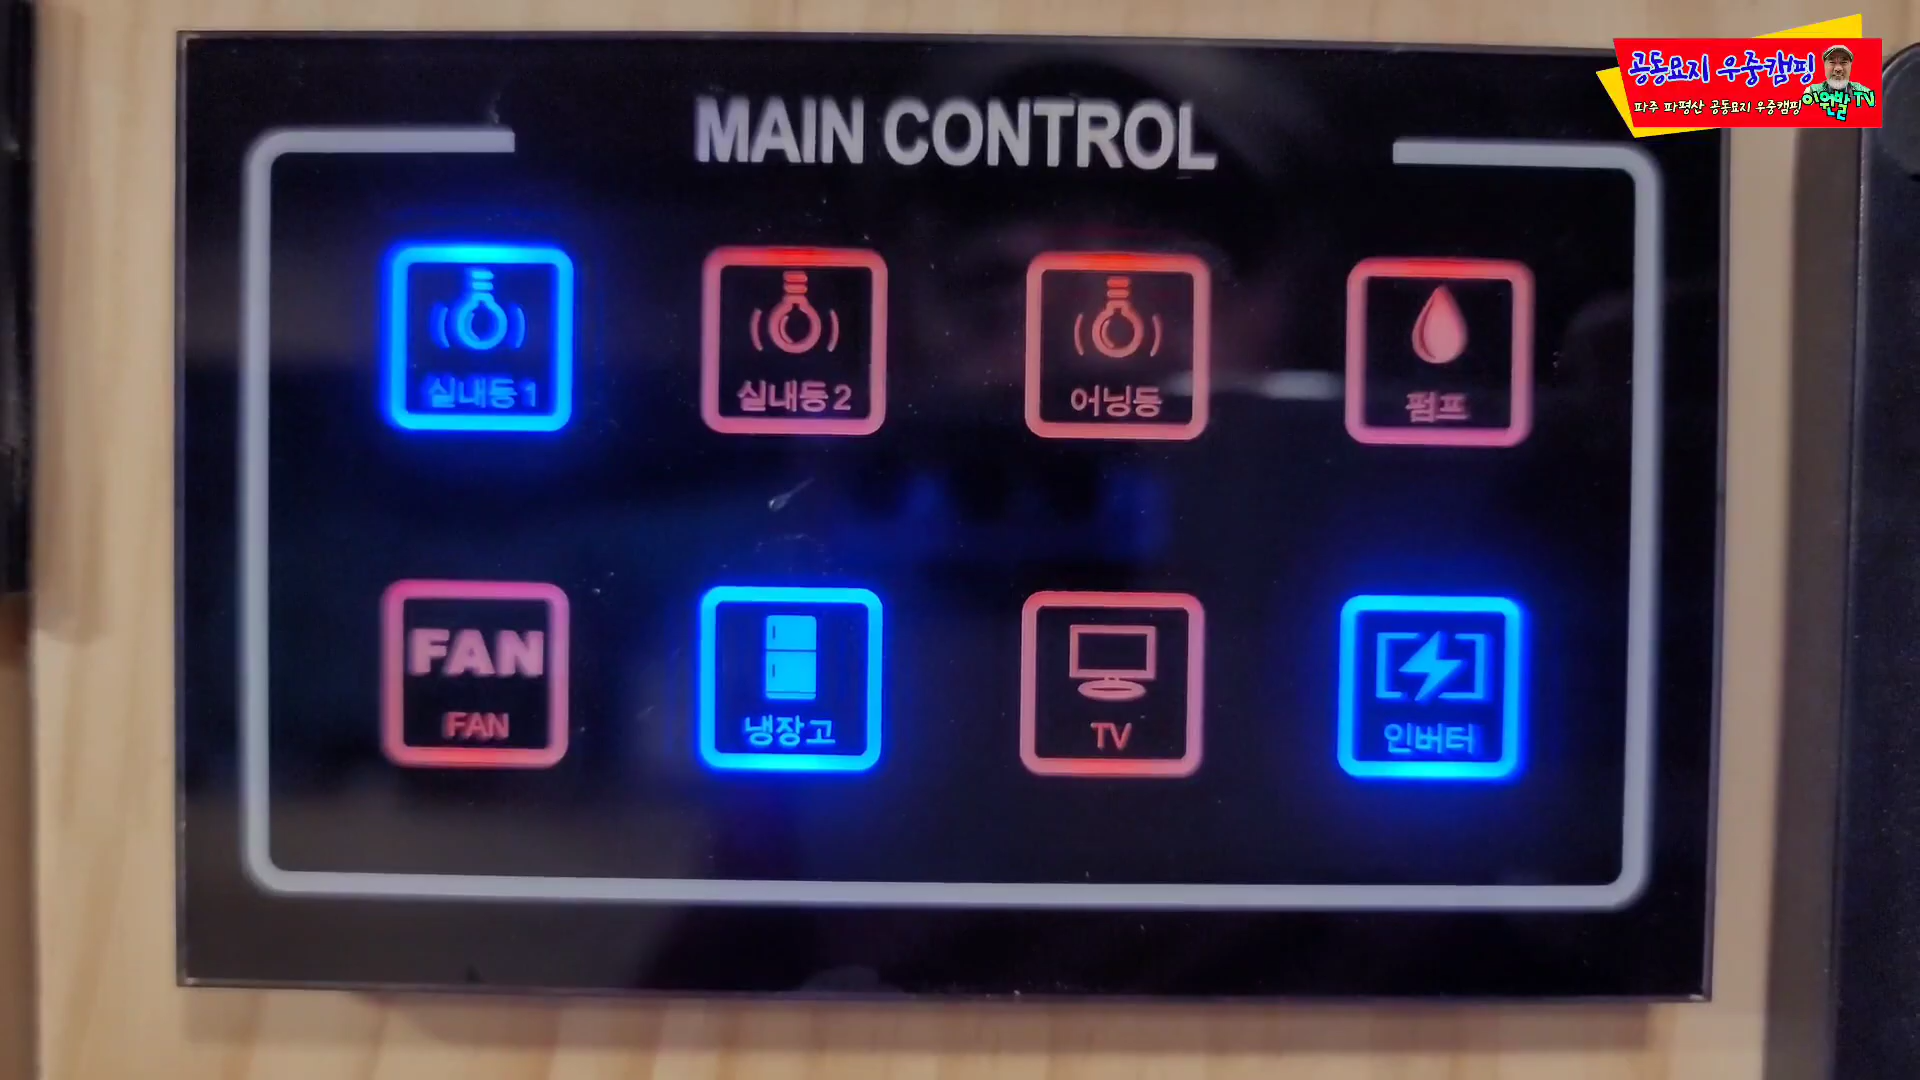 공동묘지 우중캠핑
파주 파평산 공동묘지 우중캠핑
이원발 TV
MAIN CONTROL
실내등1
실내등2
어닝등
펌프
FAN
FAN
냉장고
TV
인버터